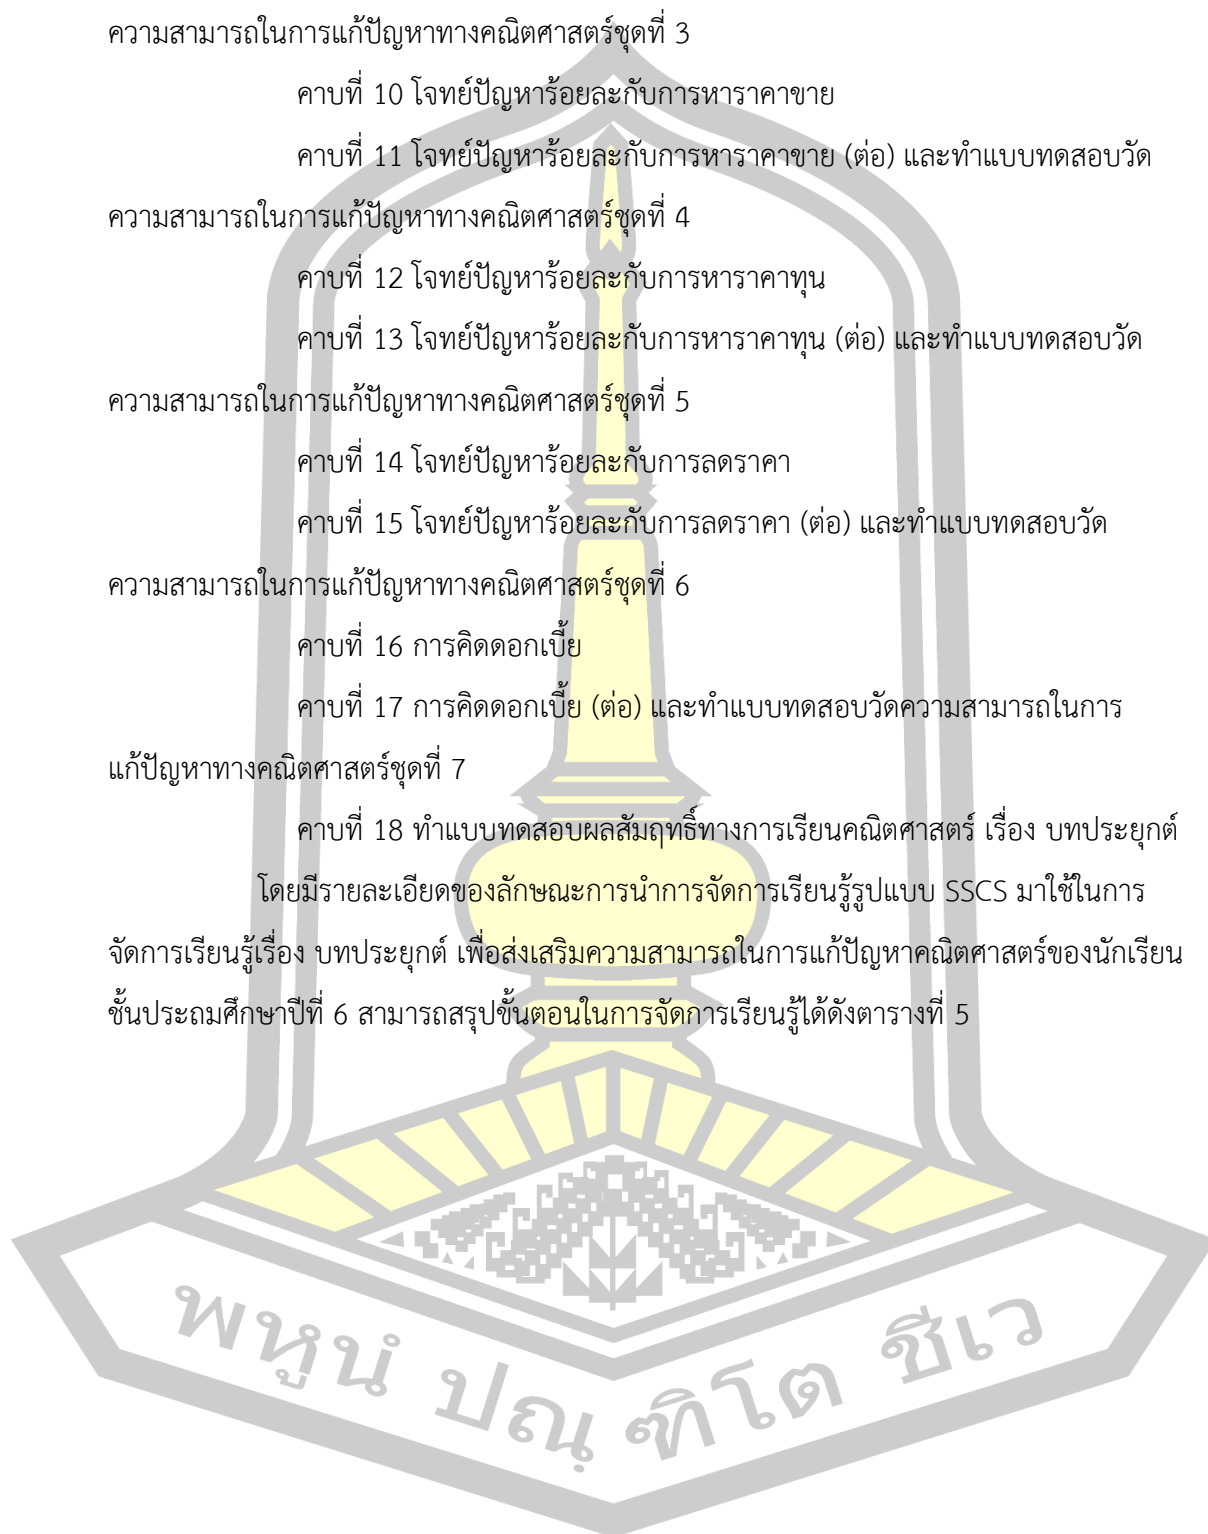 ความสามารถในการแก้ปัญหาทางคณิตศาสตร์ชุดที่ 3
คาบที่ 10 โจทย์ปัญหาร้อยละกับการหาราคาขาย
คาบที่ 11 โจทย์ปัญหาร้อยละกับการหาราคาขาย (ต่อ) และทำแบบทดสอบวัด
ความสามารถในการแก้ปัญหาทางคณิตศาสตร์ชุดที่ 4
คาบที่ 12 โจทย์ปัญหาร้อยละกับการหาราคาทุน
คาบที่ 13 โจทย์ปัญหาร้อยละกับการหาราคาทุน (ต่อ) และทำแบบทดสอบวัด
ความสามารถในการแก้ปัญหาทางคณิตศาสตร์ชุดที่ 5
คาบที่ 14 โจทย์ปัญหาร้อยละกับการลดราคา
คาบที่ 15 โจทย์ปัญหาร้อยละกับการลดราคา (ต่อ) และทำแบบทดสอบวัด
ความสามารถในการแก้ปัญหาทางคณิตศาสตร์ชุดที่ 6
คาบที่ 16 การคิดดอกเบี้ย
คาบที่ 17 การคิดดอกเบี้ย (ต่อ) และทำแบบทดสอบวัดความสามารถในการ
แก้ปัญหาทางคณิตศาสตร์ชุดที่ 7
คาบที่ 18 ทำแบบทดสอบผลสัมฤทธิ์ทางการเรียนคณิตศาสตร์ เรื่อง บทประยุกต์
โดยมีรายละเอียดของลักษณะการนำการจัดการเรียนรู้รูปแบบ SSCS มาใช้ในการ
จัดการเรียนรู้เรื่อง บทประยุกต์ เพื่อส่งเสริมความสามารถในการแก้ปัญหาคณิตศาสตร์ของนักเรียน
ชั้นประถมศึกษาปีที่ 6 สามารถสรุปขั้นตอนในการจัดการเรียนรู้ได้ดังตารางที่ 5
พหูนํ ปณฺฑิโต ชีเว